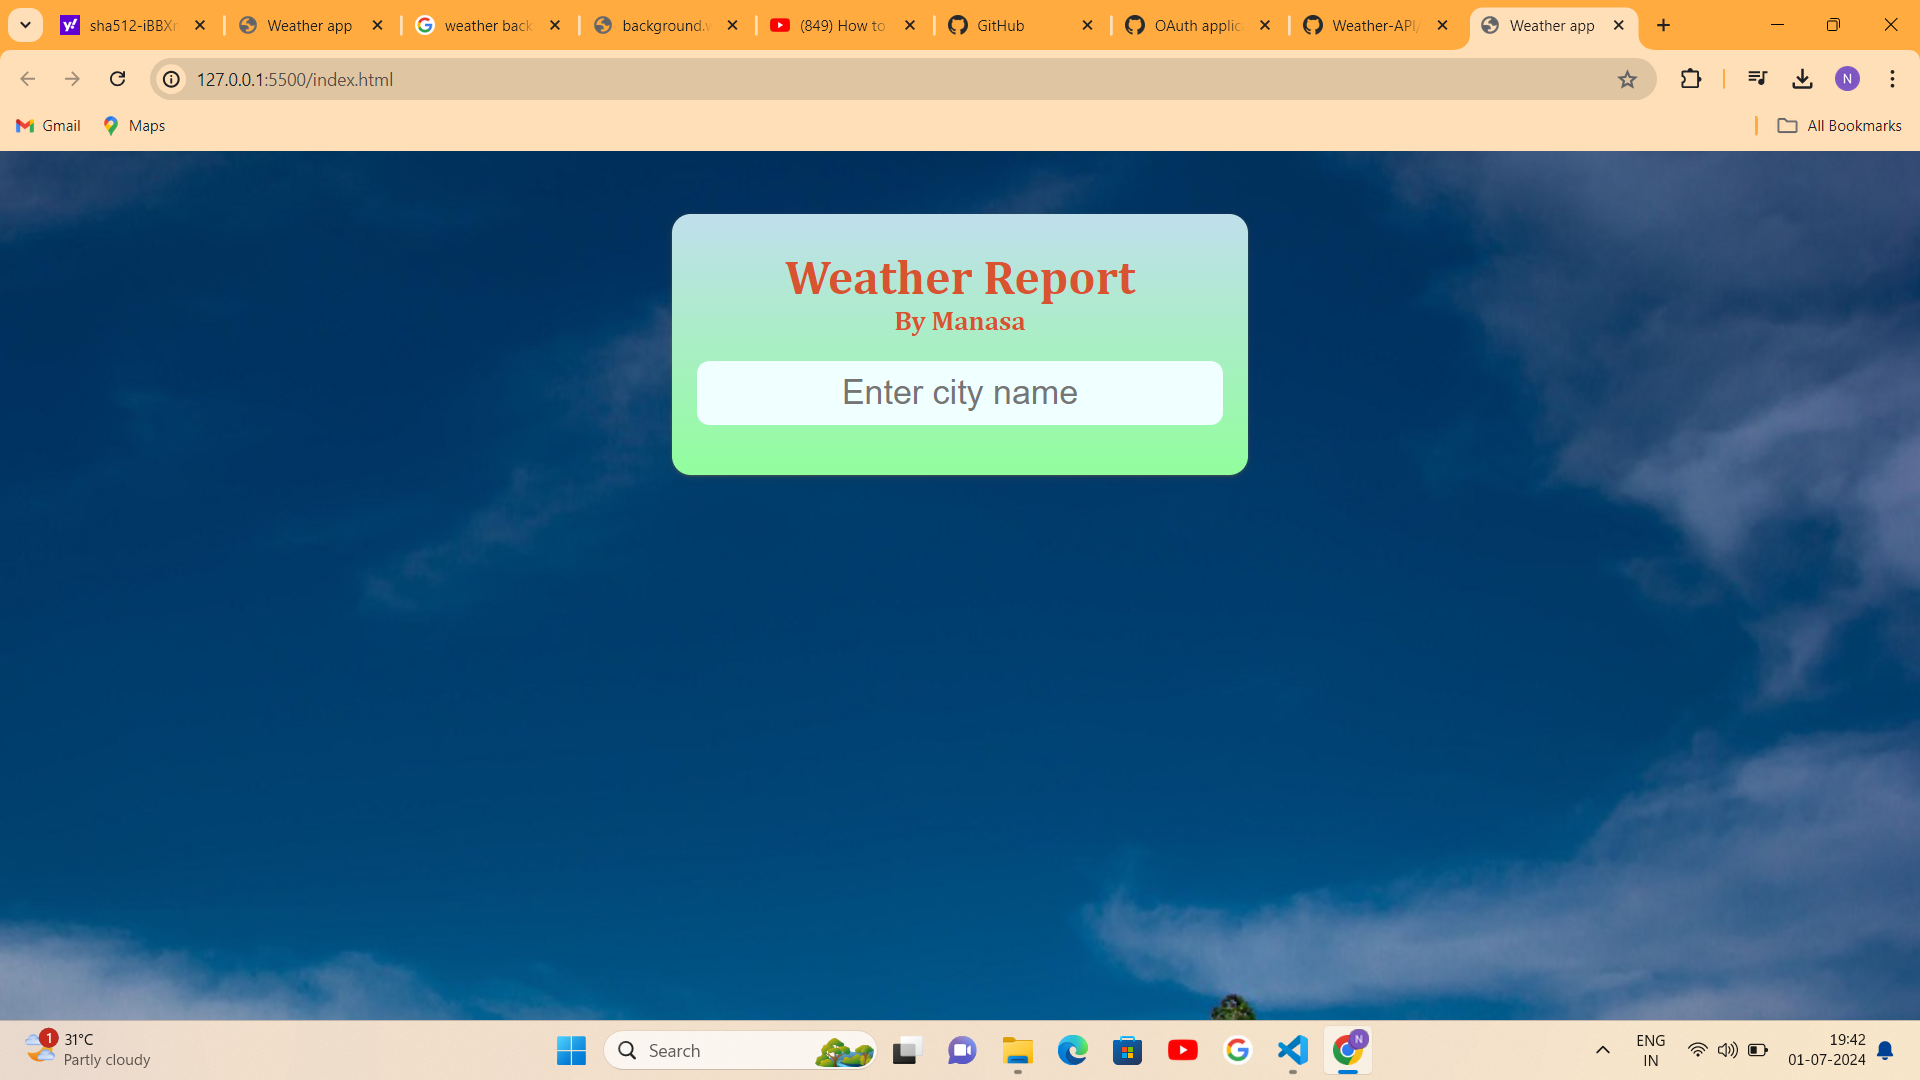 sha512-iBBXr
Weather app
weather back
background.w
(849) How to
GitHub
OAuth applic
Weather-API/
Weather app
127.0.0.1:5500/index.html
N
Gmail
Maps
All Bookmarks
Weather Report
By Manasa
Enter city name
1
31°C
Partly cloudy
Search
N
ENG
IN
19:42
01-07-2024